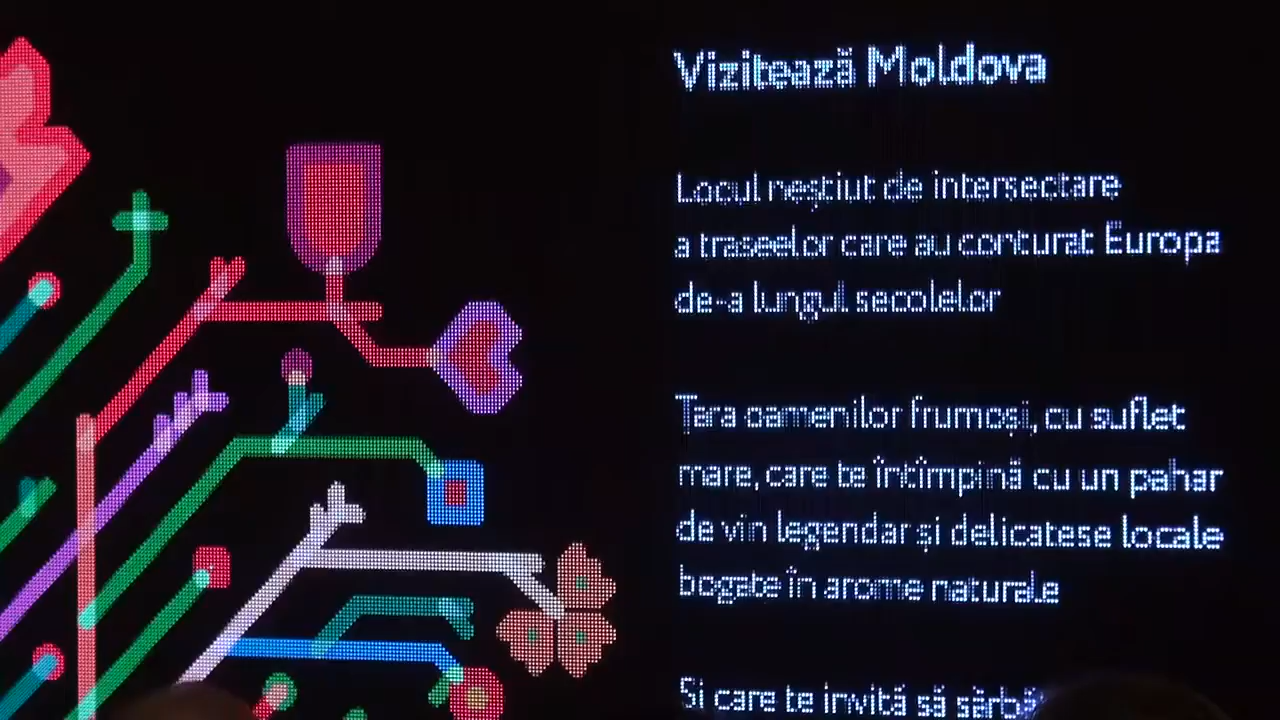 Vizitează Moldova
Locul neștiut de intersectare
a traseelor care au conturat Europa
de-a lungul secolelor
Țara oamenilor frumoși, cu suflet
mare, care te întîmpină cu un pahar
de vin legendar și delicatese locale
bogate în arome naturale
Și care te invită să